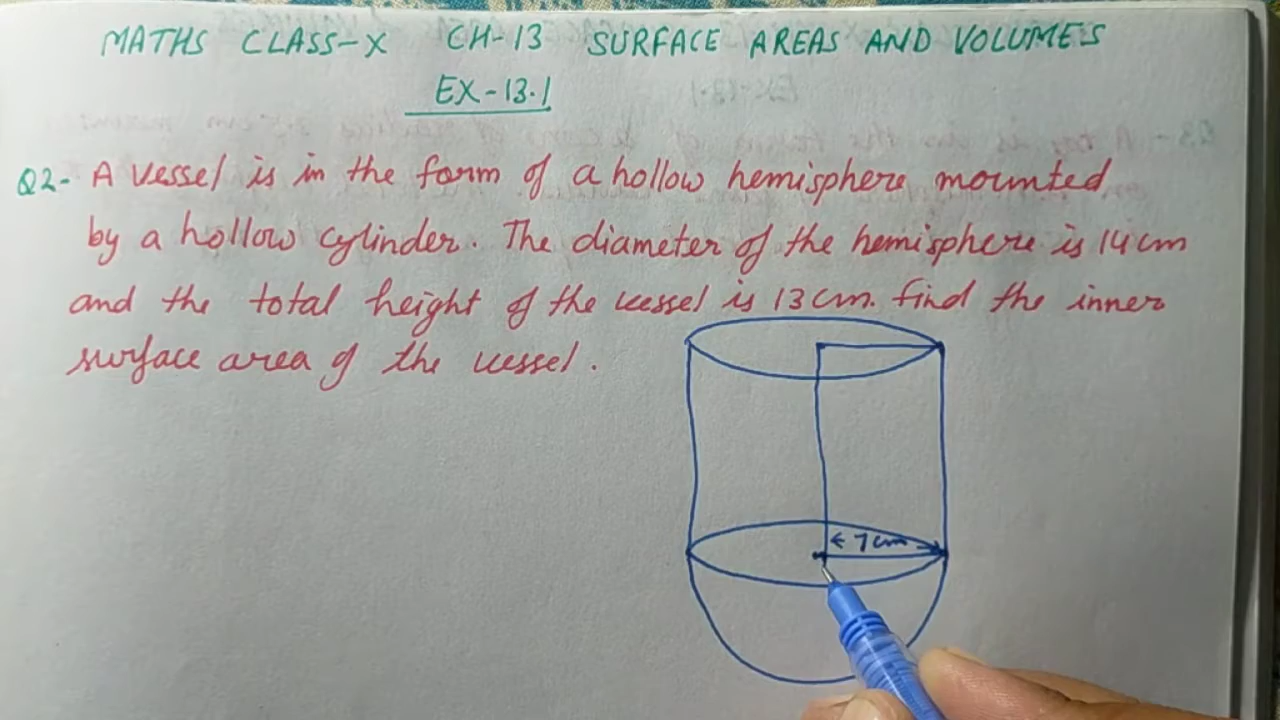 MATHS CLASS-X CH-13 SURFACE AREAS AND VOLUMES
EX-13.1
Q2- A vessel is in the form of a hollow hemisphere mounted
by a hollow cylinder. The diameter of the hemisphere is 14 cm
and the total height of the vessel is 13 cm. find the inner
surface area of the vessel.
7 cm